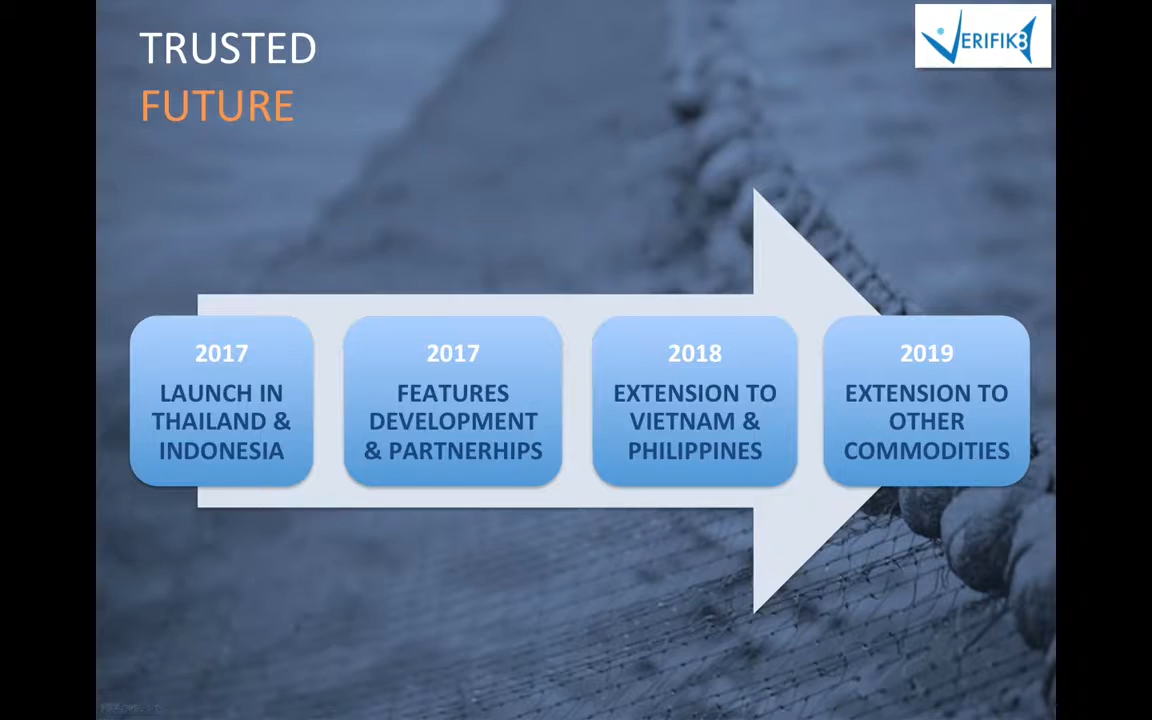 TRUSTED
FUTURE
VERIFIK8
2017
LAUNCH IN
THAILAND &
INDONESIA
2017
FEATURES
DEVELOPMENT
& PARTNERHIPS
2018
EXTENSION TO
VIETNAM &
PHILIPPINES
2019
EXTENSION TO
OTHER
COMMODITIES